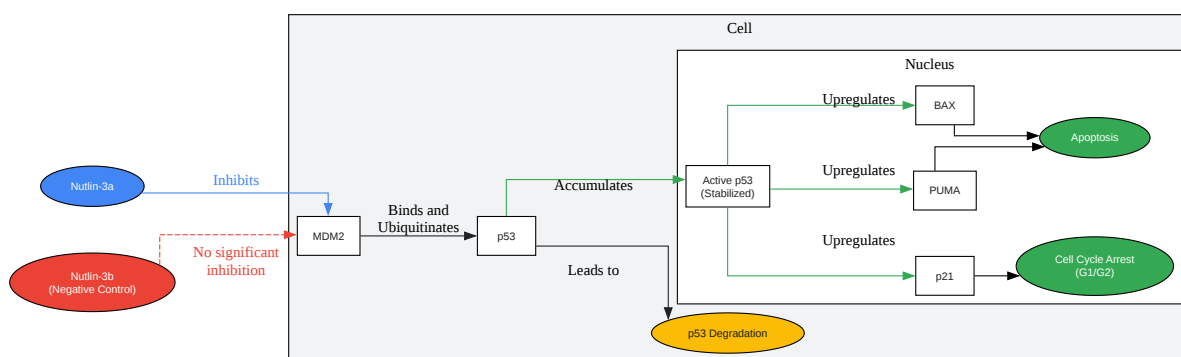 Cell
Nucleus
Upregulates
BAX
Apoptosis
Nutlin-3a
Inhibits
Accumulates
Active p53
(Stabilized)
Upregulates
PUMA
MDM2
Binds and
Ubiquitinates
p53
No significant
inhibition
Nutlin-3b
(Negative Control)
Leads to
Upregulates
p21
Cell Cycle Arrest
(G1/G2)
p53 Degradation